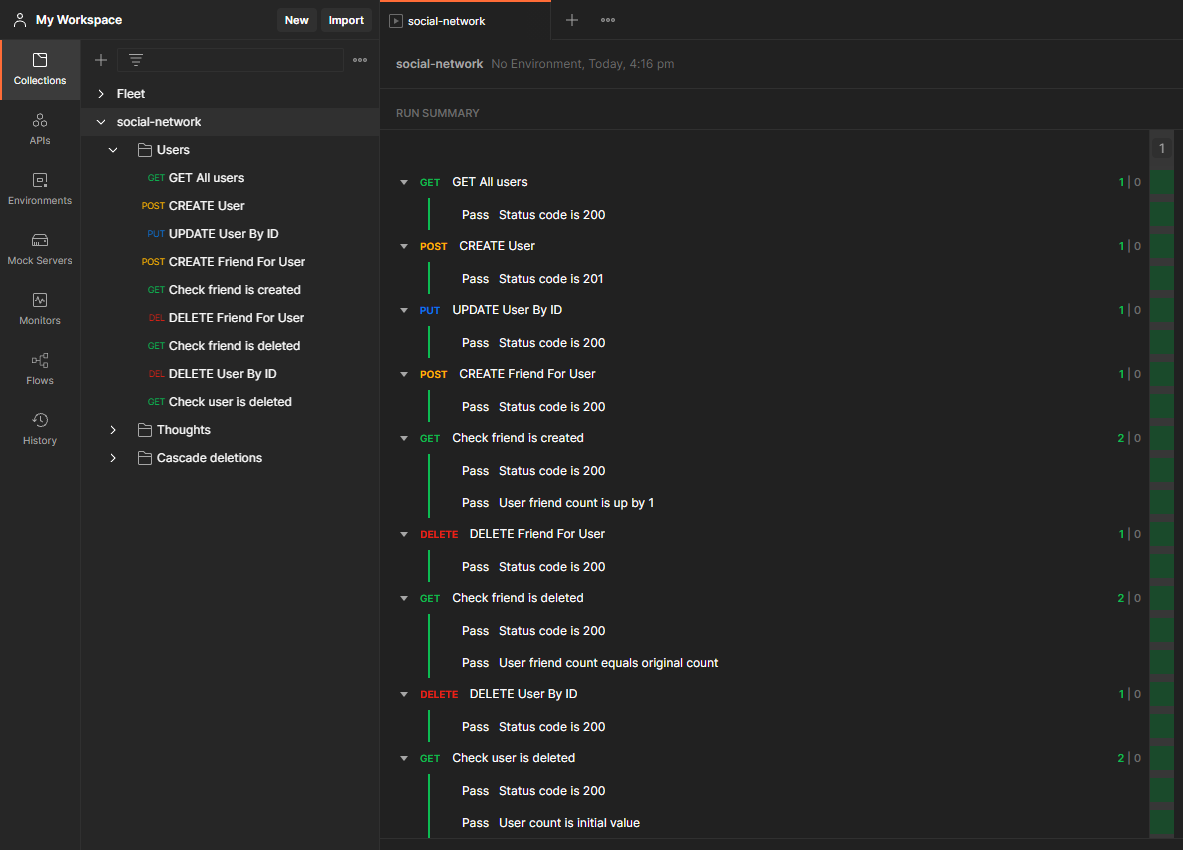 My Workspace
New
Import
social-network
Collections
APIs
Environments
Mock Servers
Monitors
Flows
History
Fleet
social-network
Users
GET GET All users
POST CREATE User
PUT UPDATE User By ID
POST CREATE Friend For User
GET Check friend is created
DEL DELETE Friend For User
GET Check friend is deleted
DEL DELETE User By ID
GET Check user is deleted
Thoughts
Cascade deletions
social-network No Environment, Today, 4:16 pm
RUN SUMMARY
1
GET GET All users 1 | 0
Pass Status code is 200
POST CREATE User 1 | 0
Pass Status code is 201
PUT UPDATE User By ID 1 | 0
Pass Status code is 200
POST CREATE Friend For User 1 | 0
Pass Status code is 200
GET Check friend is created 2 | 0
Pass Status code is 200
Pass User friend count is up by 1
DELETE DELETE Friend For User 1 | 0
Pass Status code is 200
GET Check friend is deleted 2 | 0
Pass Status code is 200
Pass User friend count equals original count
DELETE DELETE User By ID 1 | 0
Pass Status code is 200
GET Check user is deleted 2 | 0
Pass Status code is 200
Pass User count is initial value